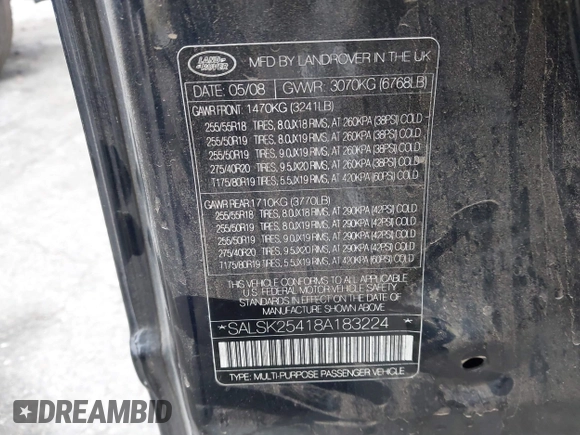 LAND
ROVER
MFD BY LANDROVER IN THE UK
DATE: 05/08 GVWR: 3070KG (6768LB)
GAWR FRONT: 1470KG (3241LB)
255/55R18 TIRES, 8.0JX18 RIMS, AT 260KPA (38PSI) COLD
255/50R19 TIRES, 8.0JX19 RIMS, AT 260KPA (38PSI) COLD
255/50R19 TIRES, 9.0JX19 RIMS, AT 260KPA (38PSI) COLD
275/40R20 TIRES, 9.5JX20 RIMS, AT 260KPA (38PSI) COLD
T175/80R19 TIRES, 5.5JX19 RIMS, AT 420KPA (60PSI) COLD
GAWR REAR: 1710KG (3770LB)
255/55R18 TIRES, 8.0JX18 RIMS, AT 290KPA (42PSI) COLD
255/50R19 TIRES, 8.0JX19 RIMS, AT 290KPA (42PSI) COLD
255/50R19 TIRES, 9.0JX19 RIMS, AT 290KPA (42PSI) COLD
275/40R20 TIRES, 9.5JX20 RIMS, AT 290KPA (42PSI) COLD
T175/80R19 TIRES, 5.5JX19 RIMS, AT 420KPA (60PSI) COLD
THIS VEHICLE CONFORMS TO ALL APPLICABLE
U.S. FEDERAL MOTOR VEHICLE SAFETY
STANDARDS IN EFFECT ON THE DATE OF
MANUFACTURE SHOWN ABOVE
*SALSK25418A183224 *
TYPE: MULTI-PURPOSE PASSENGER VEHICLE
DREAMBID